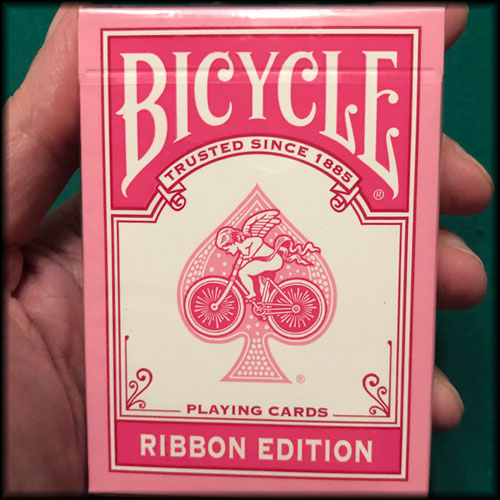 BICYCLE
TRUSTED SINCE 1885
®
®
PLAYING CARDS
RIBBON EDITION